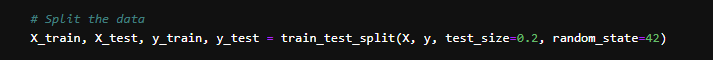 # Split the data
X_train, X_test, y_train, y_test = train_test_split(X, y, test_size=0.2, random_state=42)